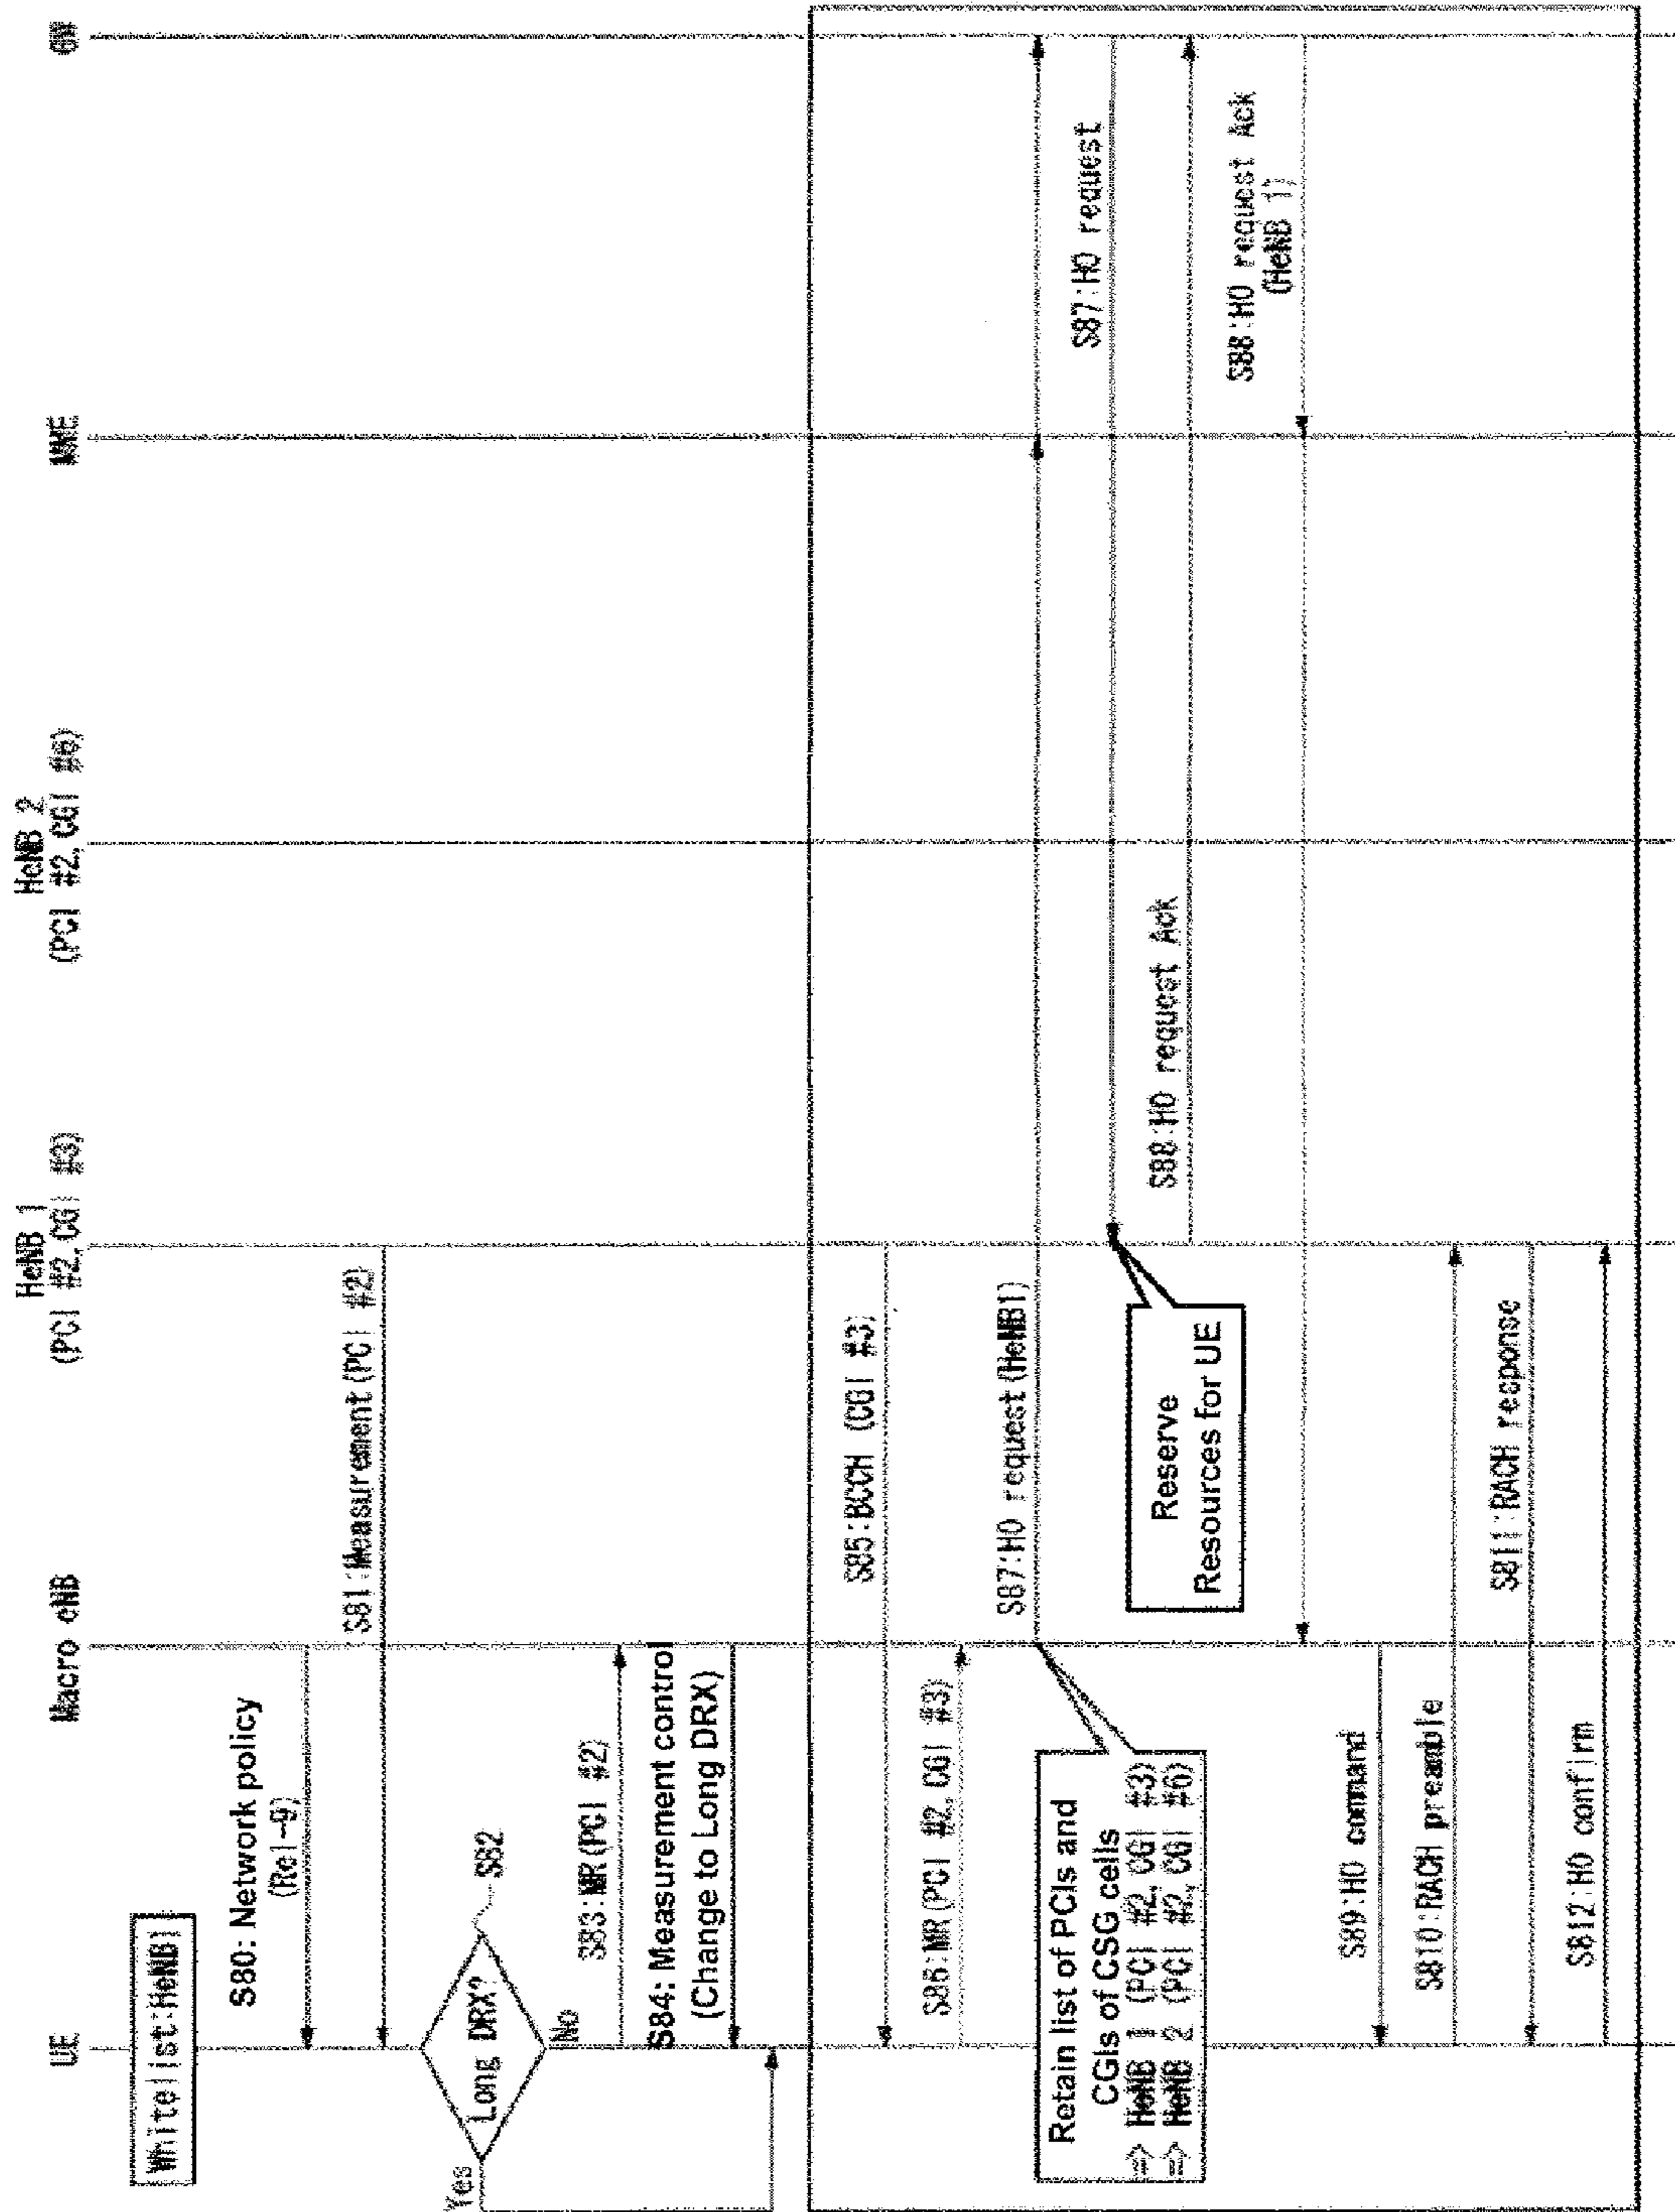 UE
Macro eNB
HeNB 1
(PCI #2, CGI #3)
HeNB 2
(PCI #2, CGI #6)
MME
GW
Whitelist:HeNB1
S80: Network policy
(Rel-9)
S81:Measurement(PCI #2)
Long DRX?
S82
Yes
No
S83:MR(PCI #2)
S84: Measurement control
(Change to Long DRX)
S85:BCCH (CGI #3)
S86:MR(PCI #2, CGI #3)
Retain list of PCIs and
CGIs of CSG cells
=> HeNB 1 (PCI #2, CGI #3)
=> HeNB 2 (PCI #2, CGI #6)
S87:HO request(HeNB1)
S87:HO request
Reserve
Resources for UE
S88:HO request Ack
S88:HO request Ack
(HeNB 1)
S89:HO command
S810:RACH preamble
S811:RACH response
S812:HO confirm